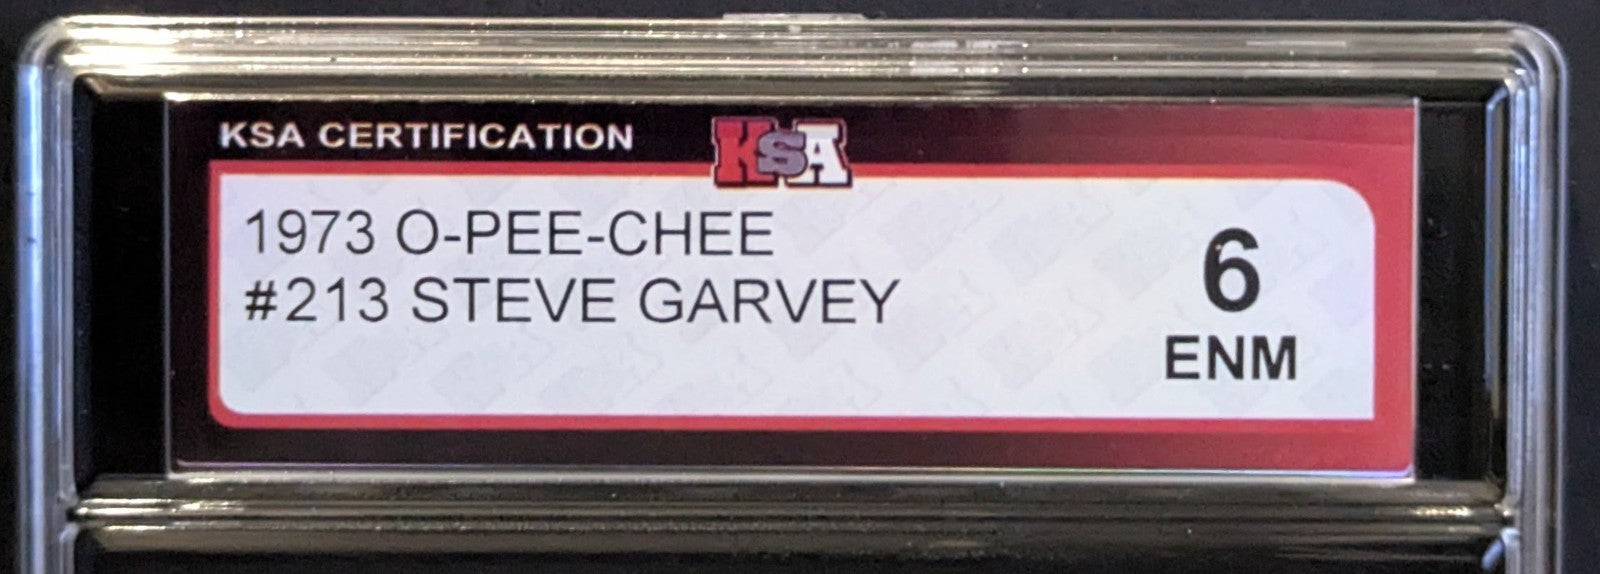 KSA CERTIFICATION
KSA
1973 O-PEE-CHEE
#213 STEVE GARVEY
6
ENM